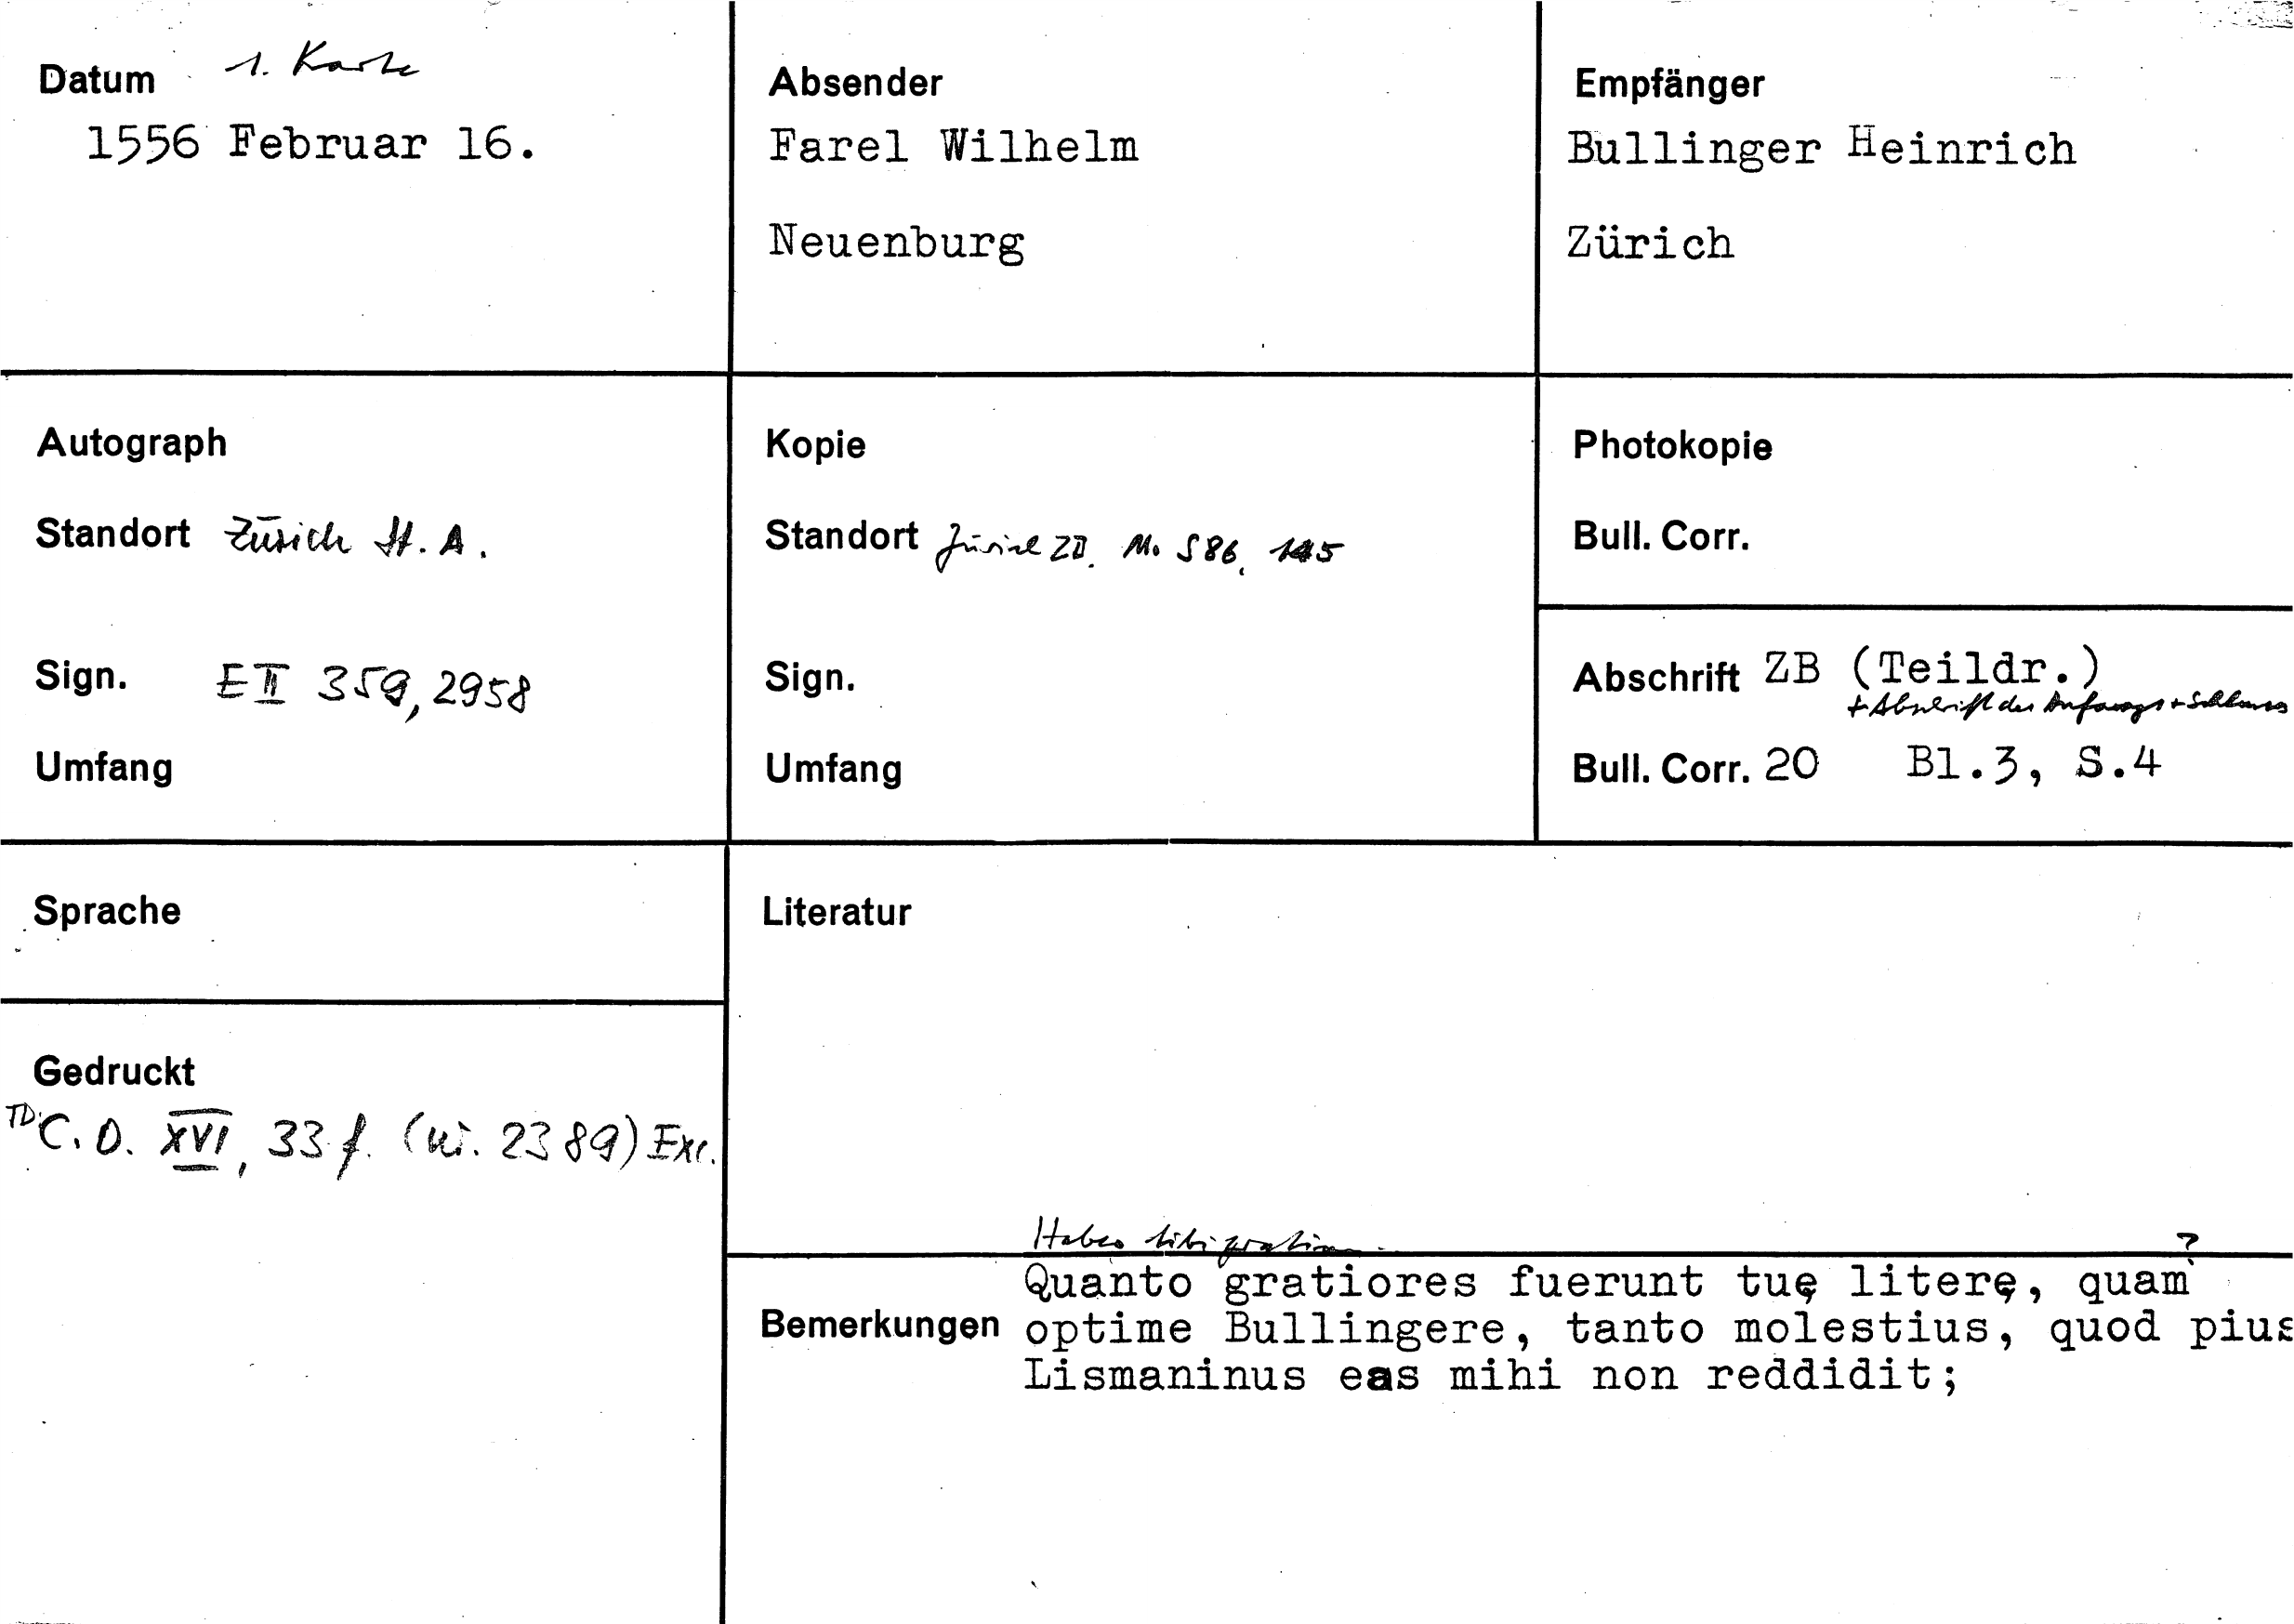 Datum 1. Karte
1556 Februar 16.
Absender
Farel Wilhelm
Neuenburg
Empfänger
Bullinger Heinrich
Zürich
Autograph
Standort Zürich St. A.
Sign. E II 359, 2958
Umfang
Kopie
Standort Zürich ZB. Ms S 86, 145
Sign.
Umfang
Photokopie
Bull. Corr.
Abschrift ZB (Teildr.)
+ Abschrift des Anfangs + Schlusses
Bull. Corr. 20 Bl.3, S.4
Sprache
Gedruckt
TD: C. O. XVI, 33 f. (Nr. 2389) Exc.
Literatur
Habeo tibi gratiam
?
Quanto gratiores fuerunt tuę literę, quam
Bemerkungen optime Bullingere, tanto molestius, quod pius
Lismaninus eas mihi non reddidit;